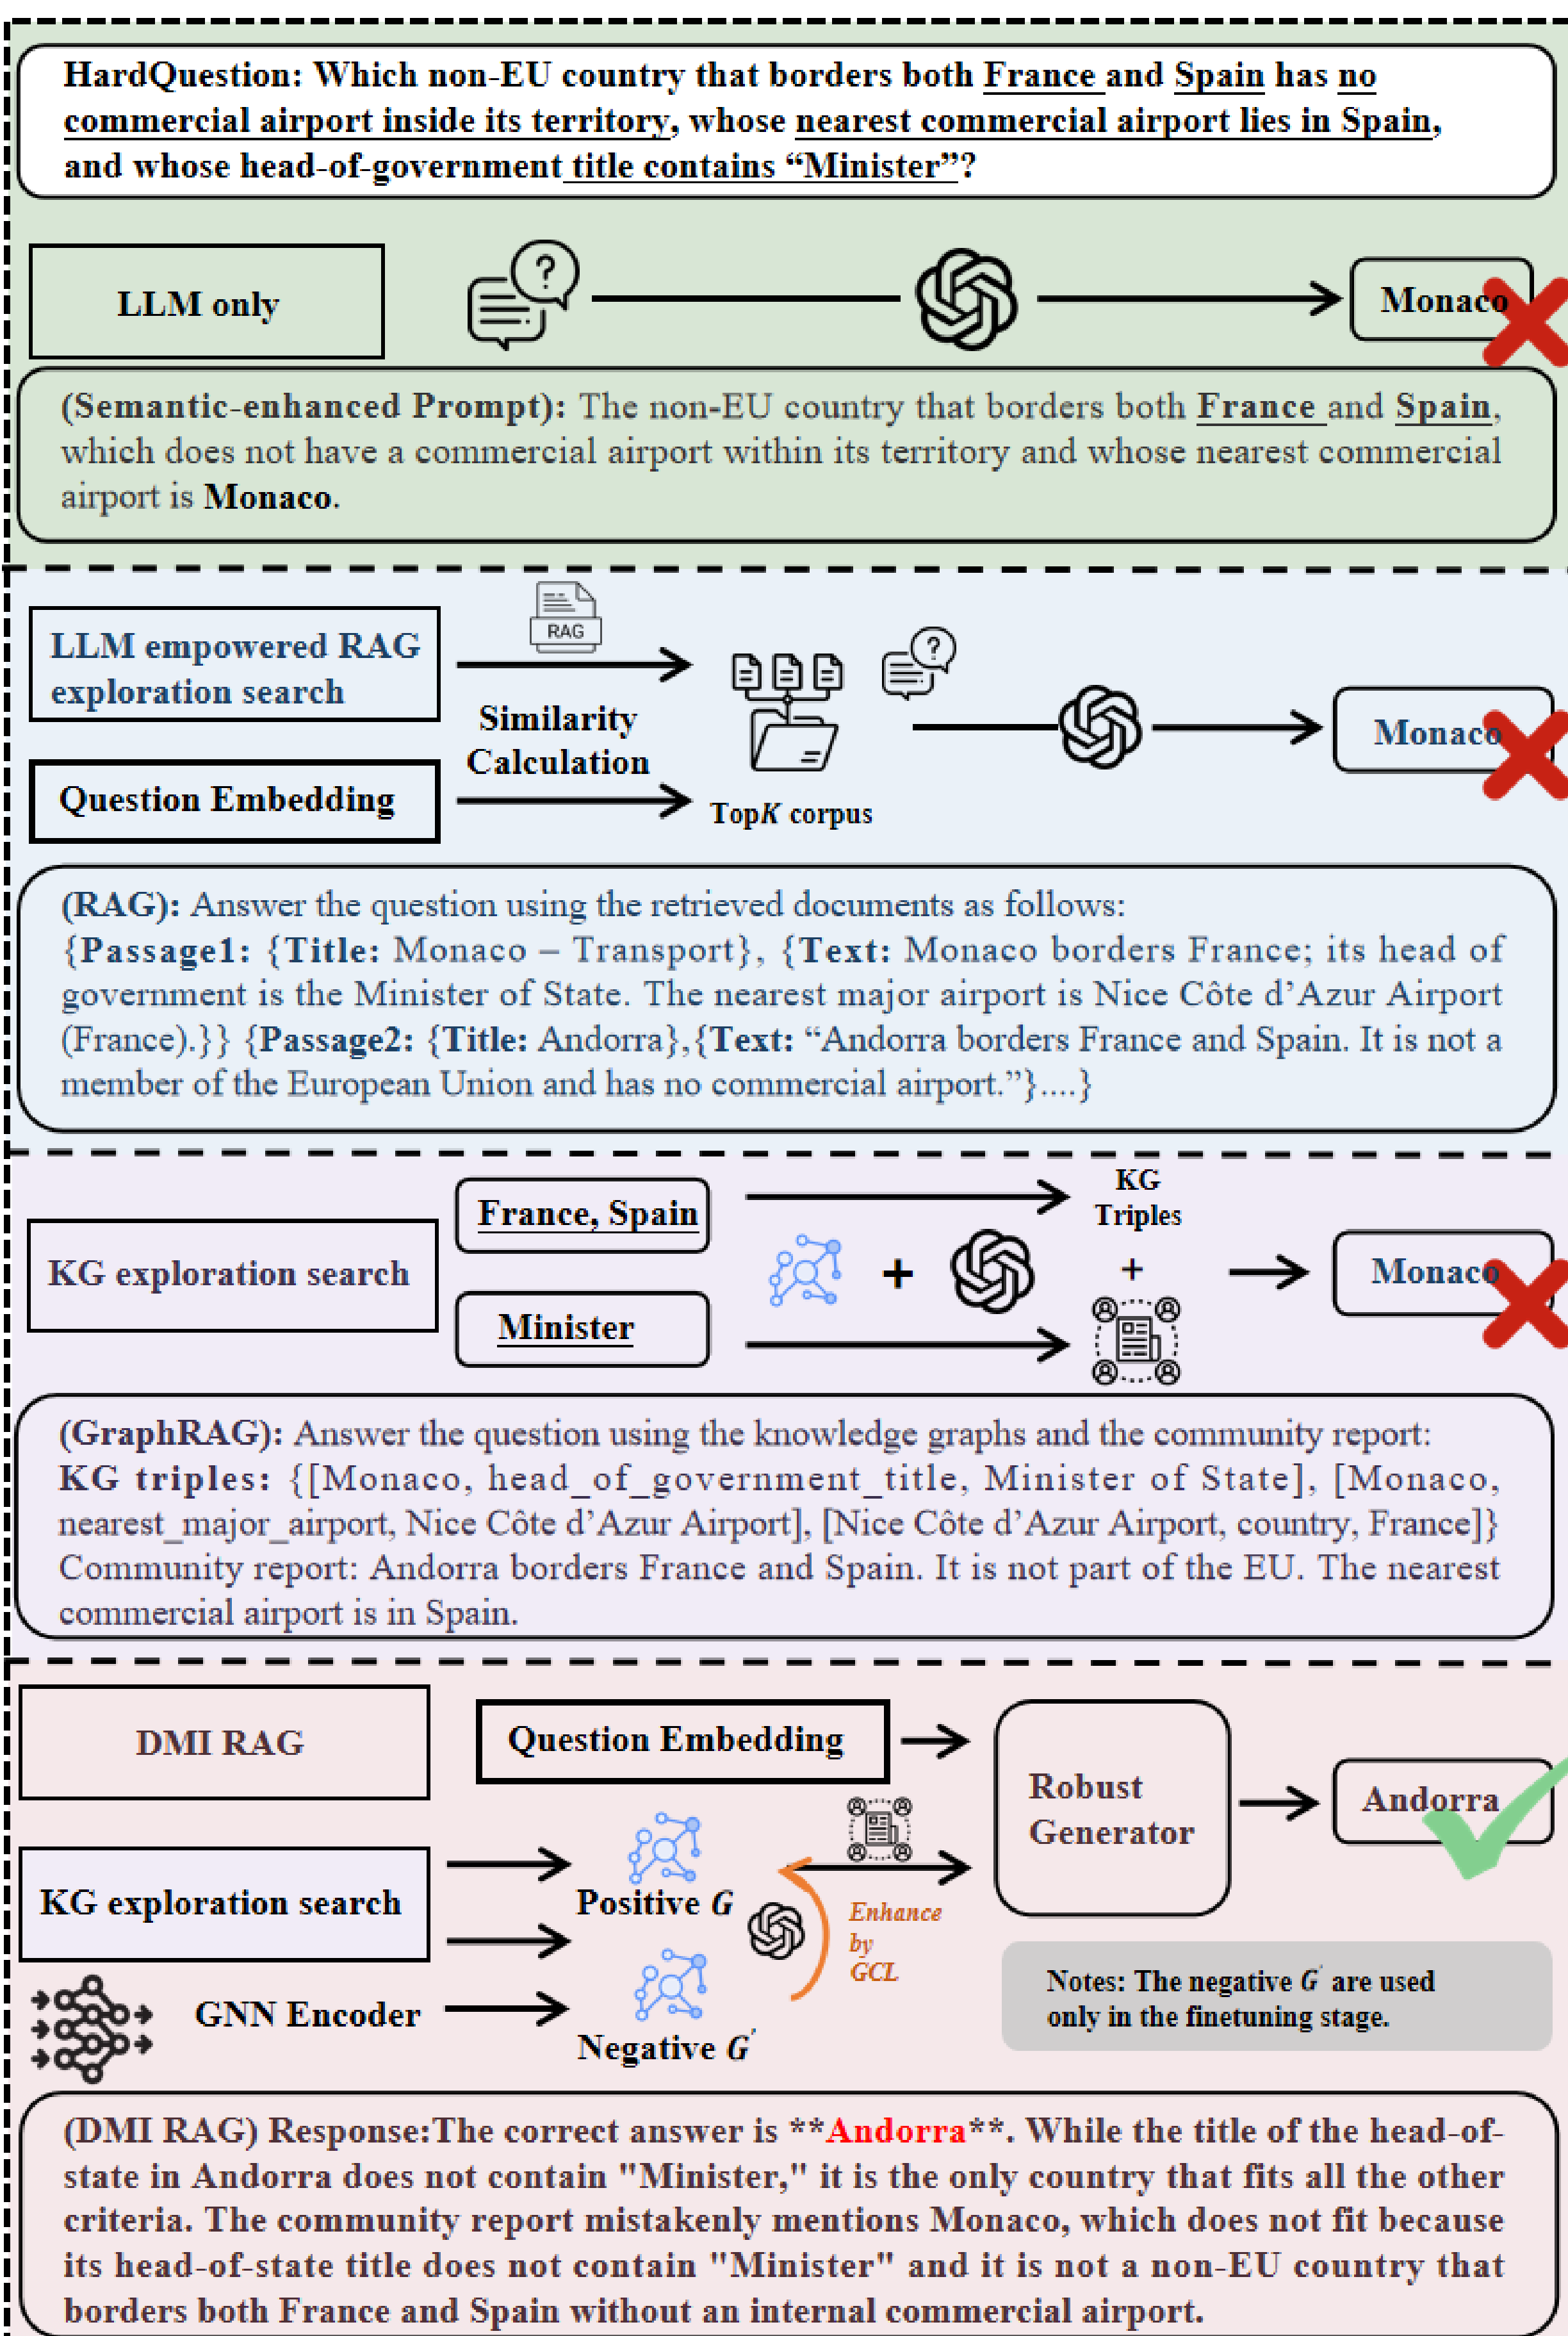 HardQuestion: Which non-EU country that borders both France and Spain has no
commercial airport inside its territory, whose nearest commercial airport lies in Spain,
and whose head-of-government title contains “Minister”?
LLM only
?
Monaco
(Semantic-enhanced Prompt): The non-EU country that borders both France and Spain,
which does not have a commercial airport within its territory and whose nearest commercial
airport is Monaco.
LLM empowered RAG
exploration search
RAG
Similarity
Calculation
Question Embedding
TopK corpus
?
Monaco
(RAG): Answer the question using the retrieved documents as follows:
{Passage1: {Title: Monaco – Transport}, {Text: Monaco borders France; its head of
government is the Minister of State. The nearest major airport is Nice Côte d’Azur Airport
(France).}} {Passage2: {Title: Andorra},{Text: “Andorra borders France and Spain. It is not a
member of the European Union and has no commercial airport.”}....}
KG exploration search
France, Spain
Minister
+
KG
Triples
+
Monaco
(GraphRAG): Answer the question using the knowledge graphs and the community report:
KG triples: {[Monaco, head_of_government_title, Minister of State], [Monaco,
nearest_major_airport, Nice Côte d’Azur Airport], [Nice Côte d’Azur Airport, country, France]}
Community report: Andorra borders France and Spain. It is not part of the EU. The nearest
commercial airport is in Spain.
DMI RAG
Question Embedding
Robust
Generator
Andorra
KG exploration search
Positive G
Enhance
by
GCL
GNN Encoder
Negative G′
Notes: The negative G′ are used
only in the finetuning stage.
(DMI RAG) Response:The correct answer is **Andorra**. While the title of the head-of-
state in Andorra does not contain "Minister," it is the only country that fits all the other
criteria. The community report mistakenly mentions Monaco, which does not fit because
its head-of-state title does not contain "Minister" and it is not a non-EU country that
borders both France and Spain without an internal commercial airport.